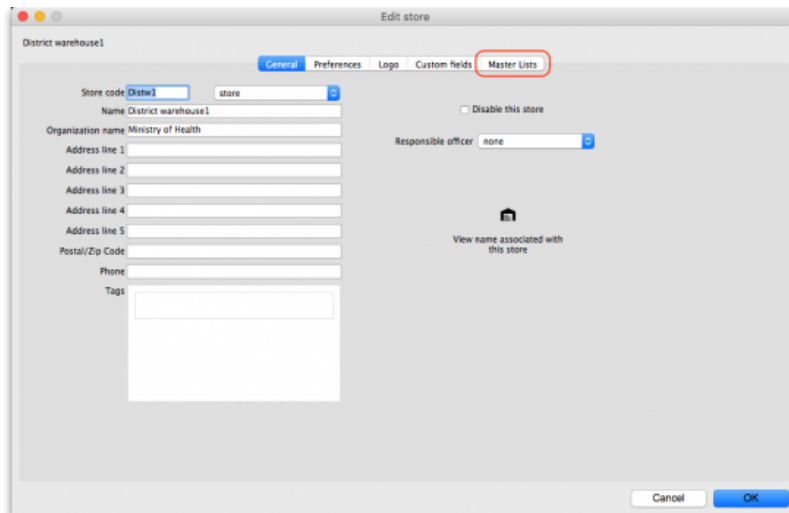 Edit store
District warehouse1
General Preferences Logo Custom fields Master Lists
Store code Distw1 store
Name District warehouse1
Disable this store
Organization name Ministry of Health
Responsible officer none
Address line 1
Address line 2
Address line 3
Address line 4
Address line 5
View name associated with
this store
Postal/Zip Code
Phone
Tags
Cancel OK